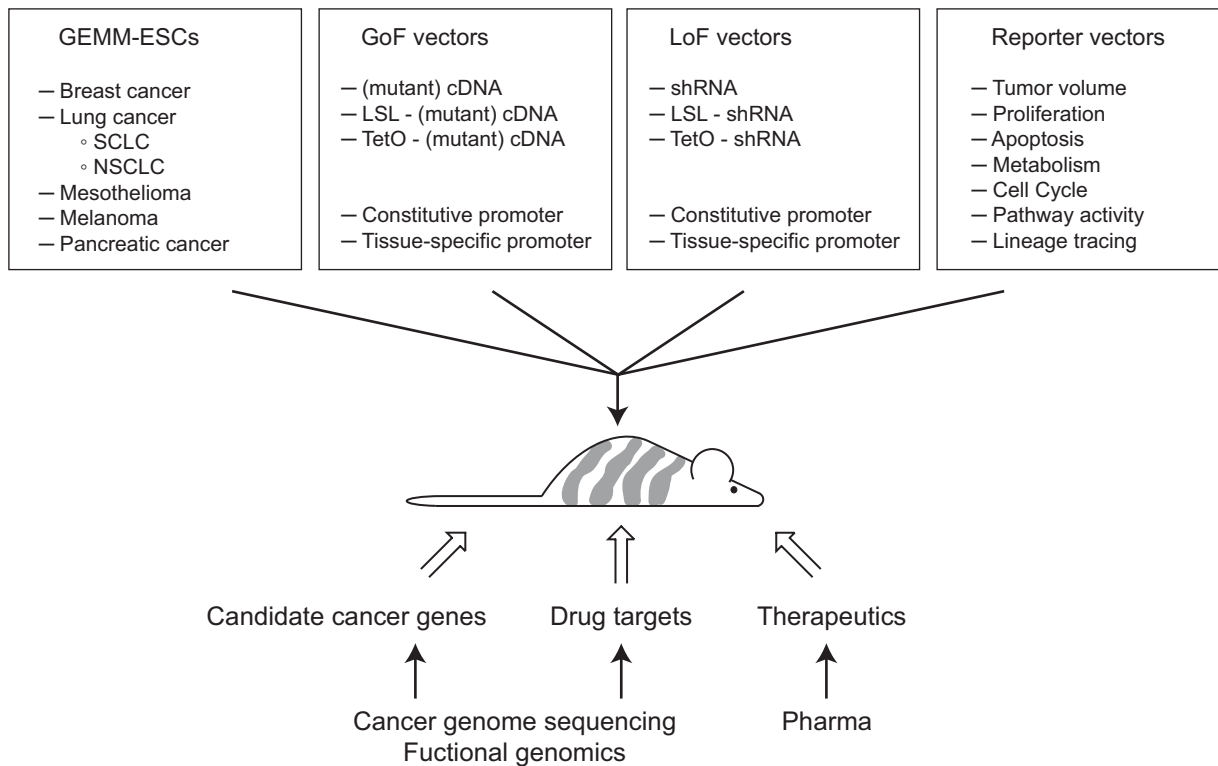 GEMM-ESCs
— Breast cancer
— Lung cancer
◦ SCLC
◦ NSCLC
— Mesothelioma
— Melanoma
— Pancreatic cancer
GoF vectors
— (mutant) cDNA
— LSL - (mutant) cDNA
— TetO - (mutant) cDNA
— Constitutive promoter
— Tissue-specific promoter
LoF vectors
— shRNA
— LSL - shRNA
— TetO - shRNA
— Constitutive promoter
— Tissue-specific promoter
Reporter vectors
— Tumor volume
— Proliferation
— Apoptosis
— Metabolism
— Cell Cycle
— Pathway activity
— Lineage tracing
Candidate cancer genes
Drug targets
Therapeutics
Cancer genome sequencing
Fuctional genomics
Pharma